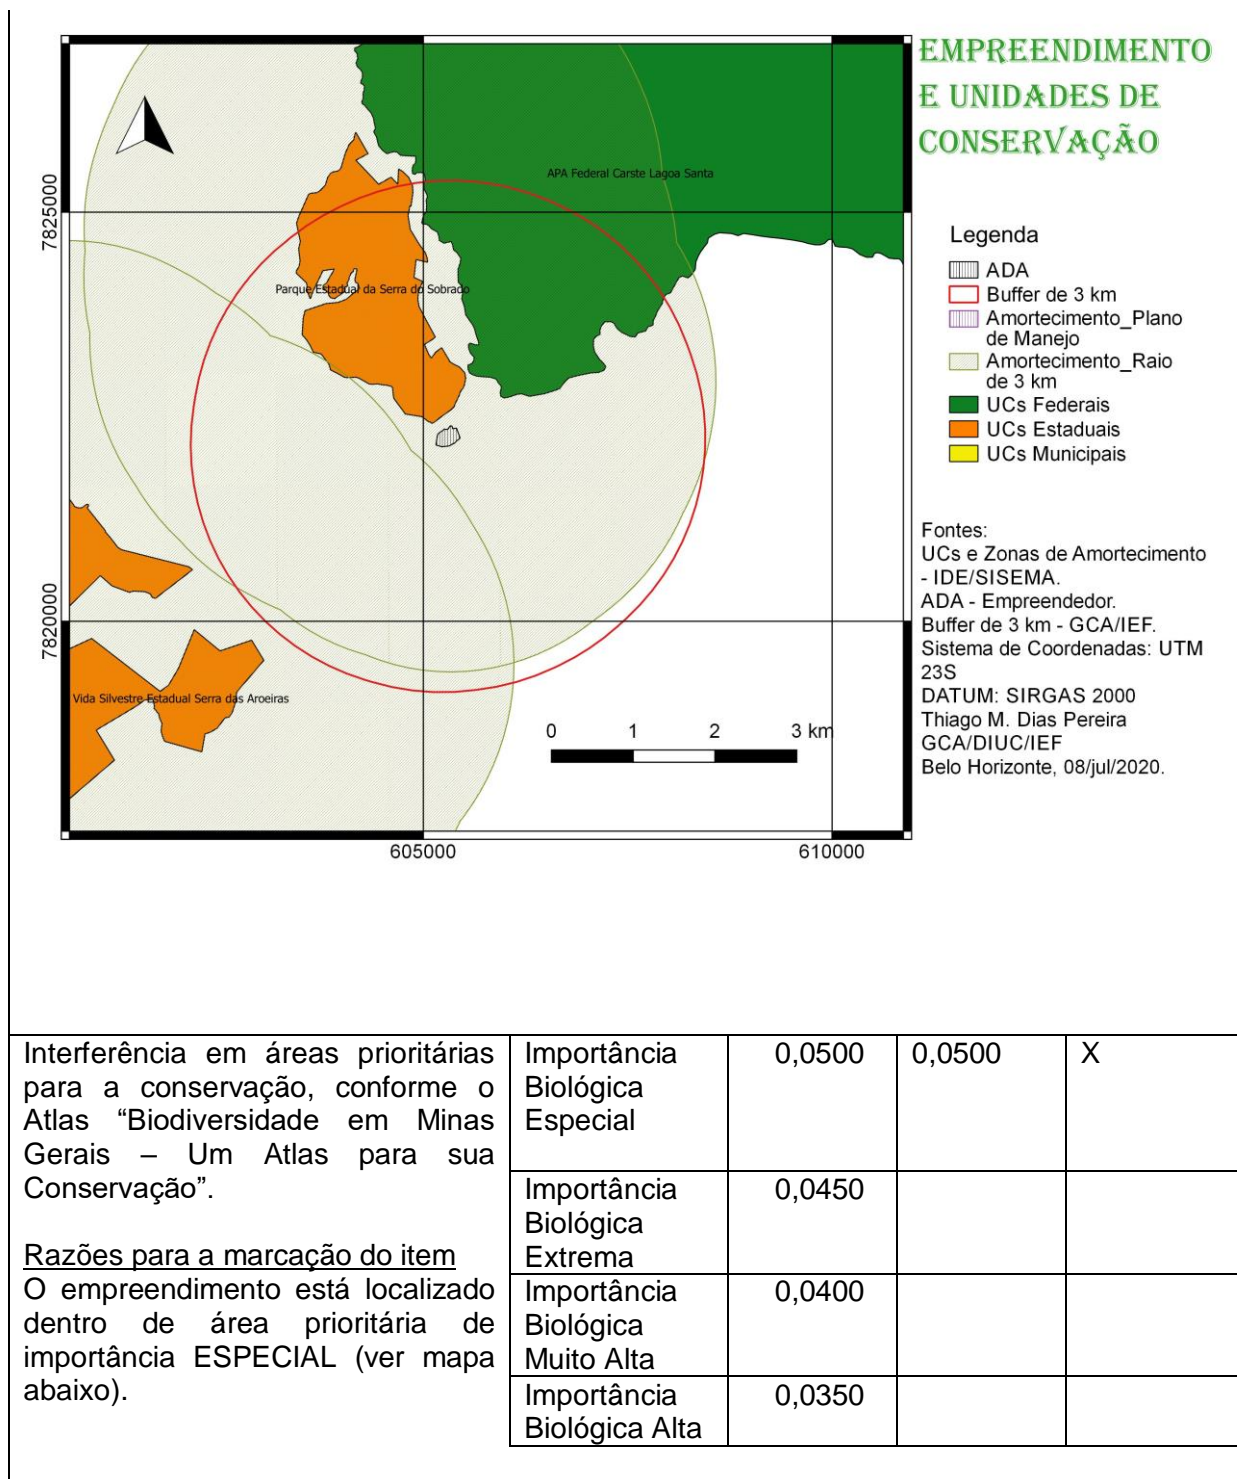 EMPREENDIMENTO
E UNIDADES DE
CONSERVAÇÃO
7825000
7820000
605000
610000
APA Federal Carste Lagoa Santa
Parque Estadual da Serra do Sobrado
Vida Silvestre Estadual Serra das Aroeiras
0 1 2 3 km
Legenda
ADA
Buffer de 3 km
Amortecimento_Plano
de Manejo
Amortecimento_Raio
de 3 km
UCs Federais
UCs Estaduais
UCs Municipais
Fontes:
UCs e Zonas de Amortecimento
- IDE/SISEMA.
ADA - Empreendedor.
Buffer de 3 km - GCA/IEF.
Sistema de Coordenadas: UTM
23S
DATUM: SIRGAS 2000
Thiago M. Dias Pereira
GCA/DIUC/IEF
Belo Horizonte, 08/jul/2020.
Interferência em áreas prioritárias
para a conservação, conforme o
Atlas “Biodiversidade em Minas
Gerais – Um Atlas para sua
Conservação”.
Razões para a marcação do item
O empreendimento está localizado
dentro de área prioritária de
importância ESPECIAL (ver mapa
abaixo).
Importância
Biológica
Especial
0,0500
0,0500
X
Importância
Biológica
Extrema
0,0450
Importância
Biológica
Muito Alta
0,0400
Importância
Biológica Alta
0,0350